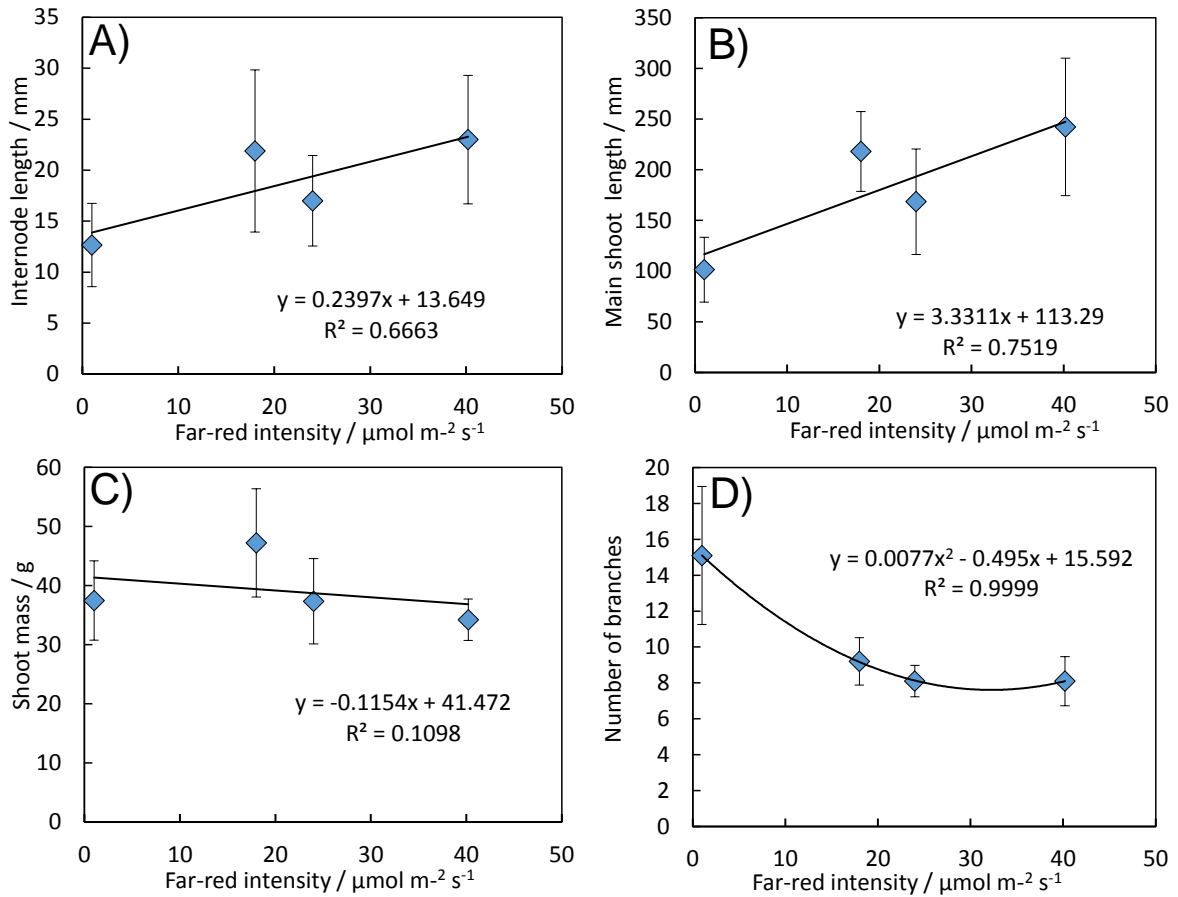 A)
35
30
25
20
15
10
5
0
Internode length / mm
y = 0.2397x + 13.649
R² = 0.6663
0 10 20 30 40 50
Far-red intensity / µmol m-² s⁻¹
B)
350
300
250
200
150
100
50
0
Main shoot length / mm
y = 3.3311x + 113.29
R² = 0.7519
0 10 20 30 40 50
Far-red intensity / µmol m-² s⁻¹
C)
60
50
40
30
20
10
0
Shoot mass / g
y = -0.1154x + 41.472
R² = 0.1098
0 10 20 30 40 50
Far-red intensity / µmol m-² s⁻¹
D)
20
18
16
14
12
10
8
6
4
2
0
Number of branches
y = 0.0077x² - 0.495x + 15.592
R² = 0.9999
0 10 20 30 40 50
Far-red intensity / µmol m-² s⁻¹